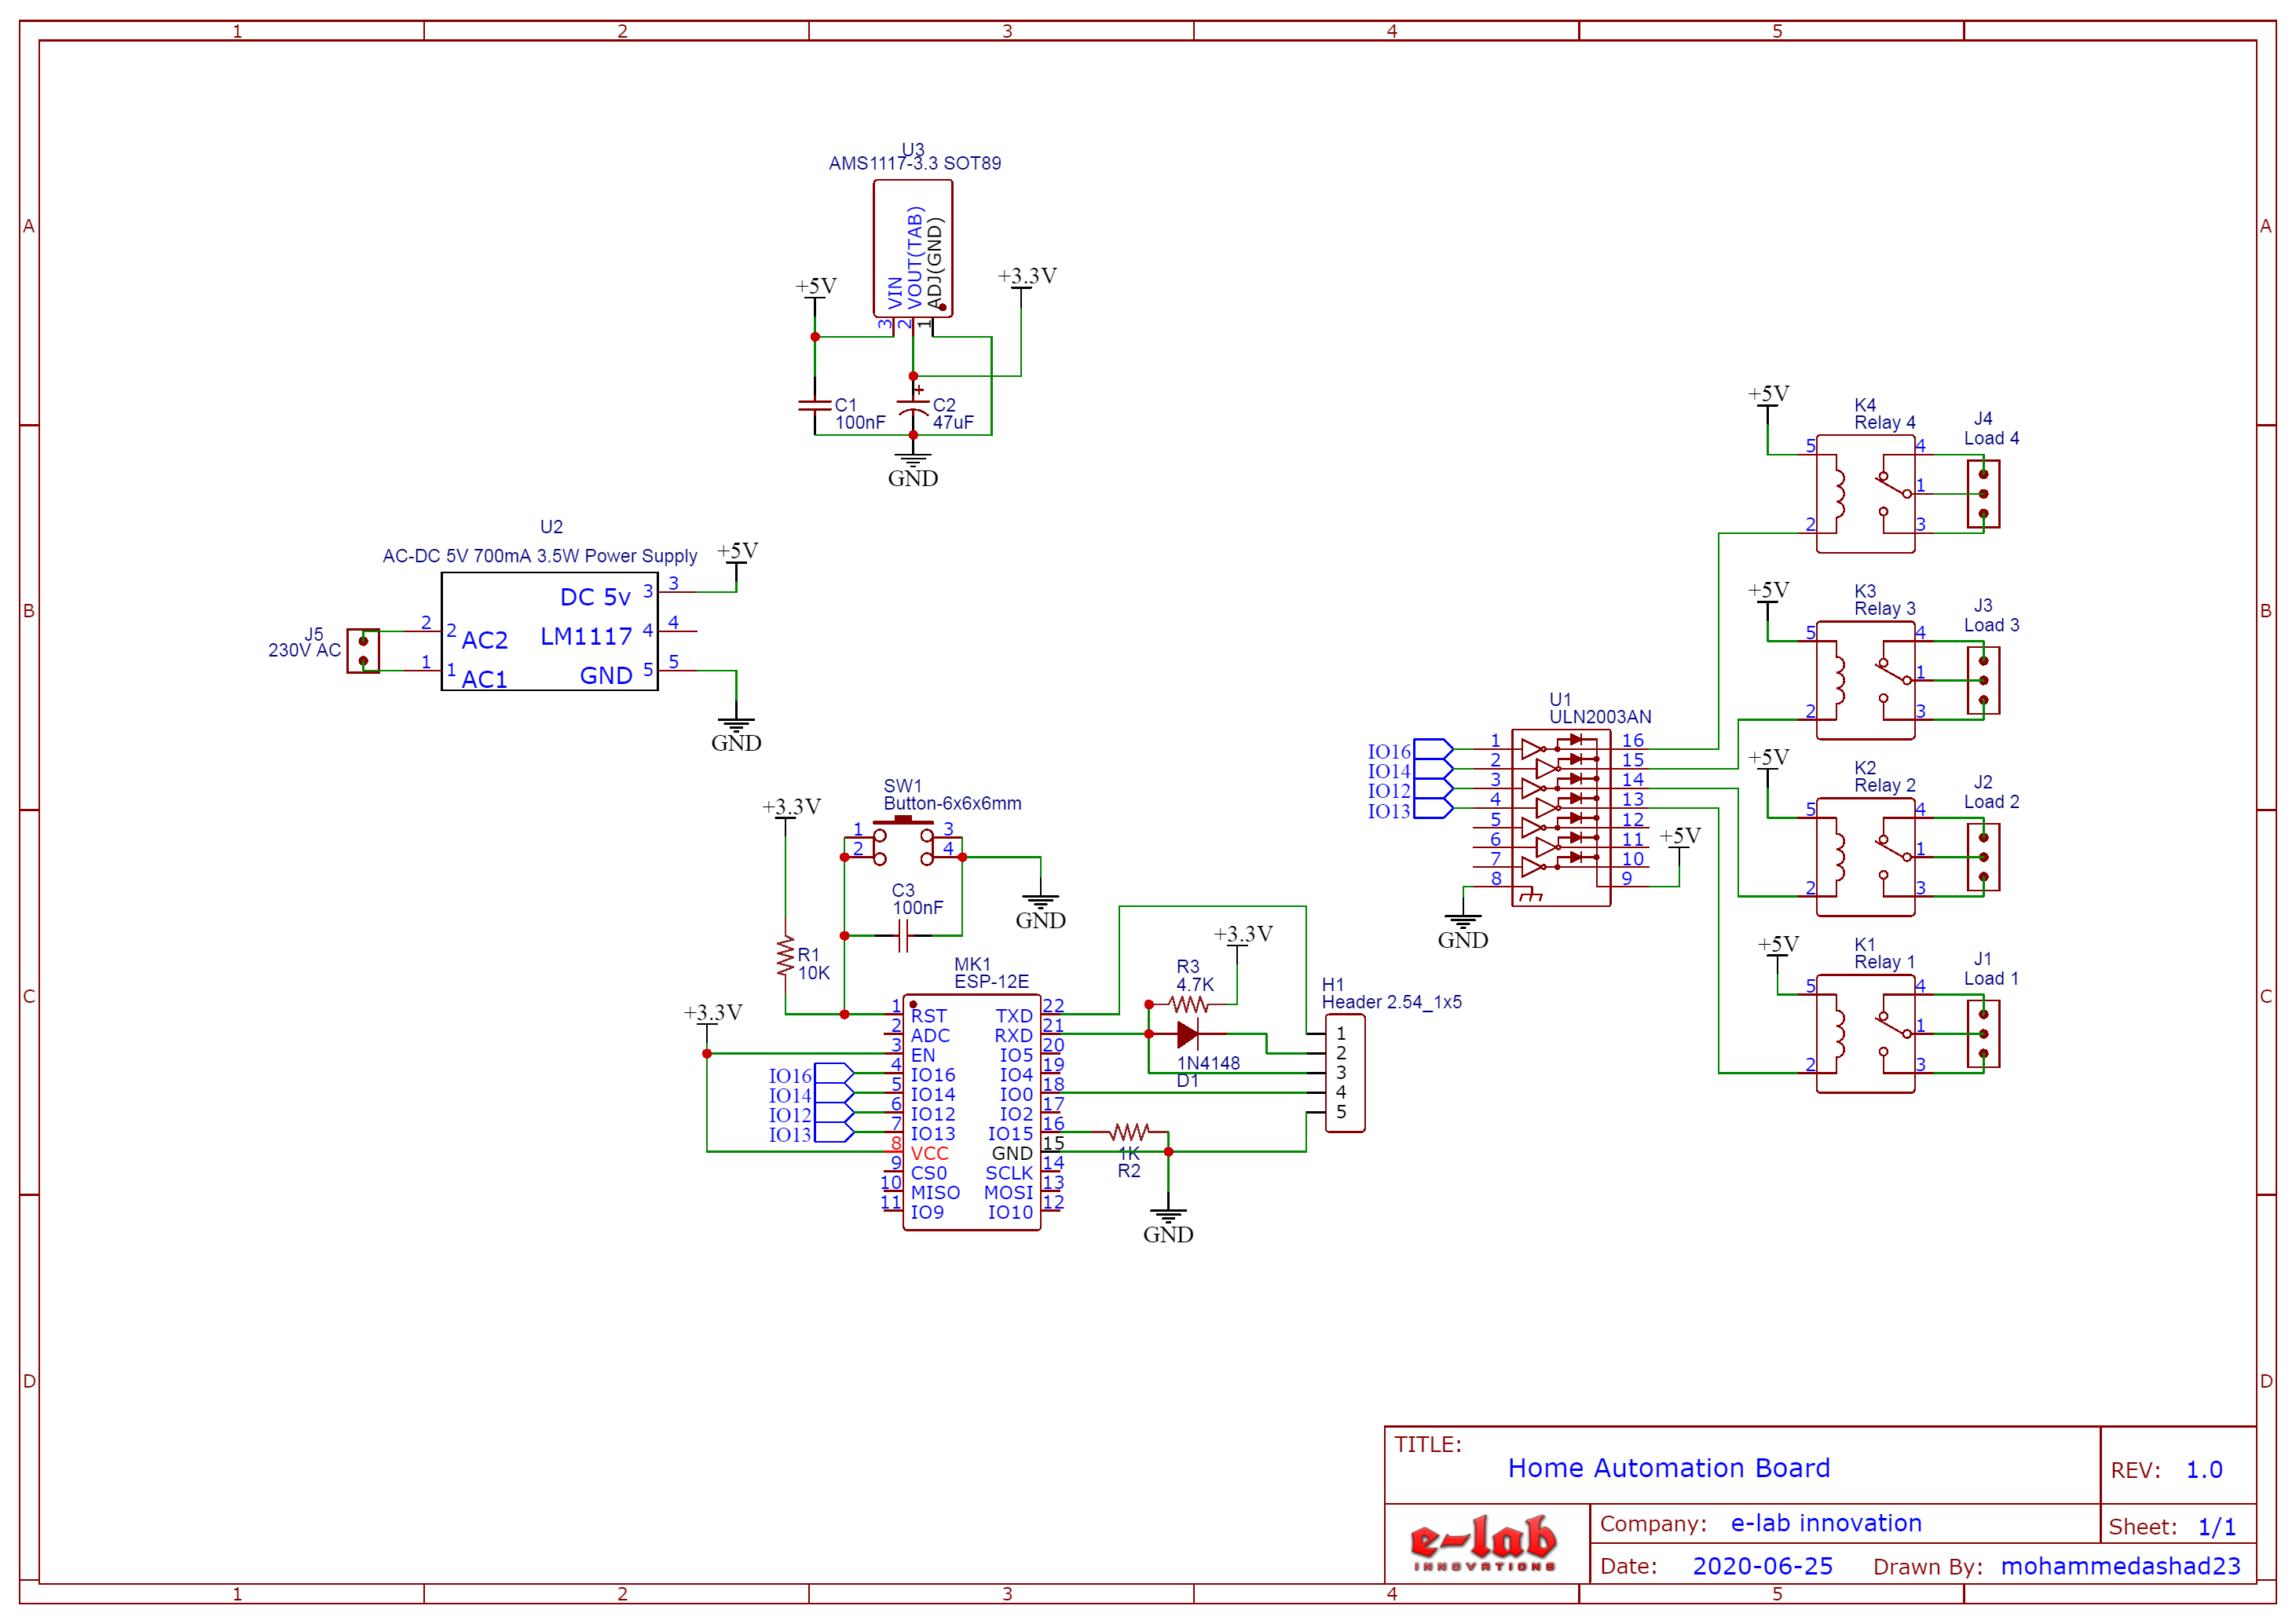 1 2 3 4 5
A A
B B
C C
D D
1 2 3 4 5
U3
AMS1117-3.3 SOT89
VIN
VOUT(TAB)
ADJ(GND)
3 2 1
+5V
+3.3V
C1
100nF
+
C2
47uF
GND
U2
AC-DC 5V 700mA 3.5W Power Supply
+5V
DC 5v 3 3
2 2 AC2
LM1117 4 4
1 1 AC1
GND 5 5
J5
230V AC
GND
+3.3V
SW1
Button-6x6x6mm
1 3
2 4
C3
100nF
GND
R1
10K
MK1
ESP-12E
+3.3V
1 RST TXD 22
2 ADC RXD 21
3 EN IO5 20
4 IO16 IO4 19
5 IO14 IO0 18
6 IO12 IO2 17
7 IO13 IO15 16
8 VCC GND 15
9 CS0 SCLK 14
10 MISO MOSI 13
11 IO9 IO10 12
IO16
IO14
IO12
IO13
+3.3V
R3
4.7K
1N4148
D1
1K
R2
GND
H1
Header 2.54_1x5
1
2
3
4
5
U1
ULN2003AN
IO16
IO14
IO12
IO13
1 16
2 15
3 14
4 13
5 12
6 11
7 10
8 9
+5V
GND
+5V
K4
Relay 4
J4
Load 4
5 4
1
2 3
+5V
K3
Relay 3
J3
Load 3
5 4
1
2 3
+5V
K2
Relay 2
J2
Load 2
5 4
1
2 3
+5V
K1
Relay 1
J1
Load 1
5 4
1
2 3
TITLE:
Home Automation Board
REV: 1.0
e-lab
INNOVATIONS
Company: e-lab innovation
Sheet: 1/1
Date: 2020-06-25 Drawn By: mohammedashad23